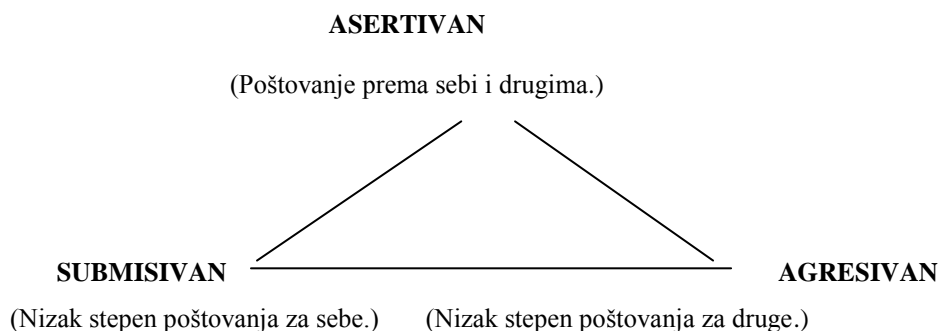 ASERTIVAN
(Poštovanje prema sebi i drugima.)
SUBMISIVAN AGRESIVAN
(Nizak stepen poštovanja za sebe.) (Nizak stepen poštovanja za druge.)